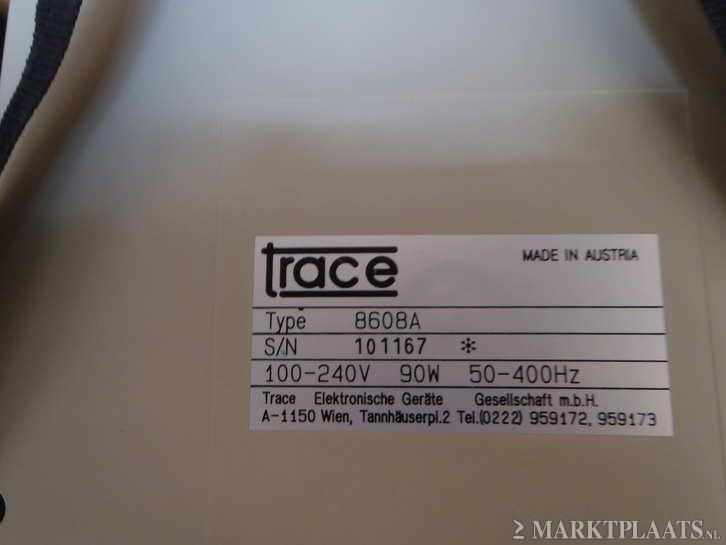 trace MADE IN AUSTRIA
Type 8608A
S/N 101167 *
100-240V 90W 50-400Hz
Trace Elektronische Geräte Gesellschaft m.b.H.
A-1150 Wien, Tannhäuserpl.2 Tel.(0222) 959172, 959173
≥ MARKTPLAATS.NL